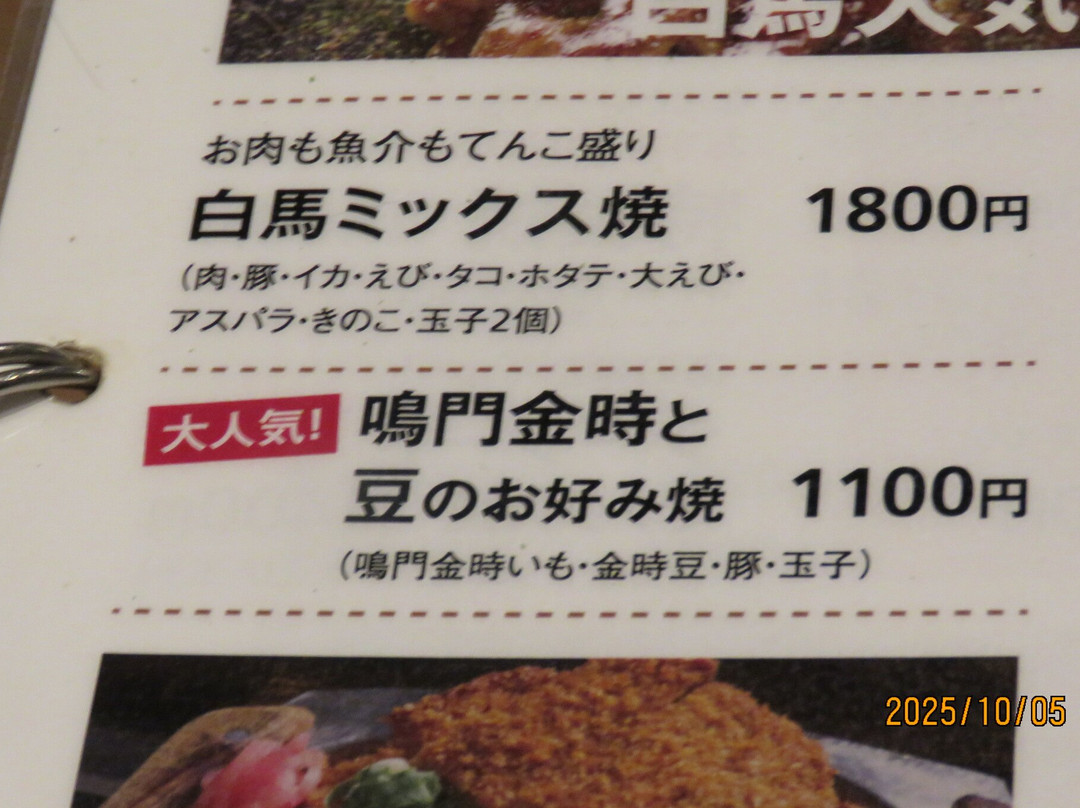 白馬人気
お肉も魚介もてんこ盛り
白馬ミックス焼 1800円
（肉・豚・イカ・えび・タコ・ホタテ・大えび・
アスパラ・きのこ・玉子2個）
大人気! 鳴門金時と
豆のお好み焼 1100円
（鳴門金時いも・金時豆・豚・玉子）
2025/10/05